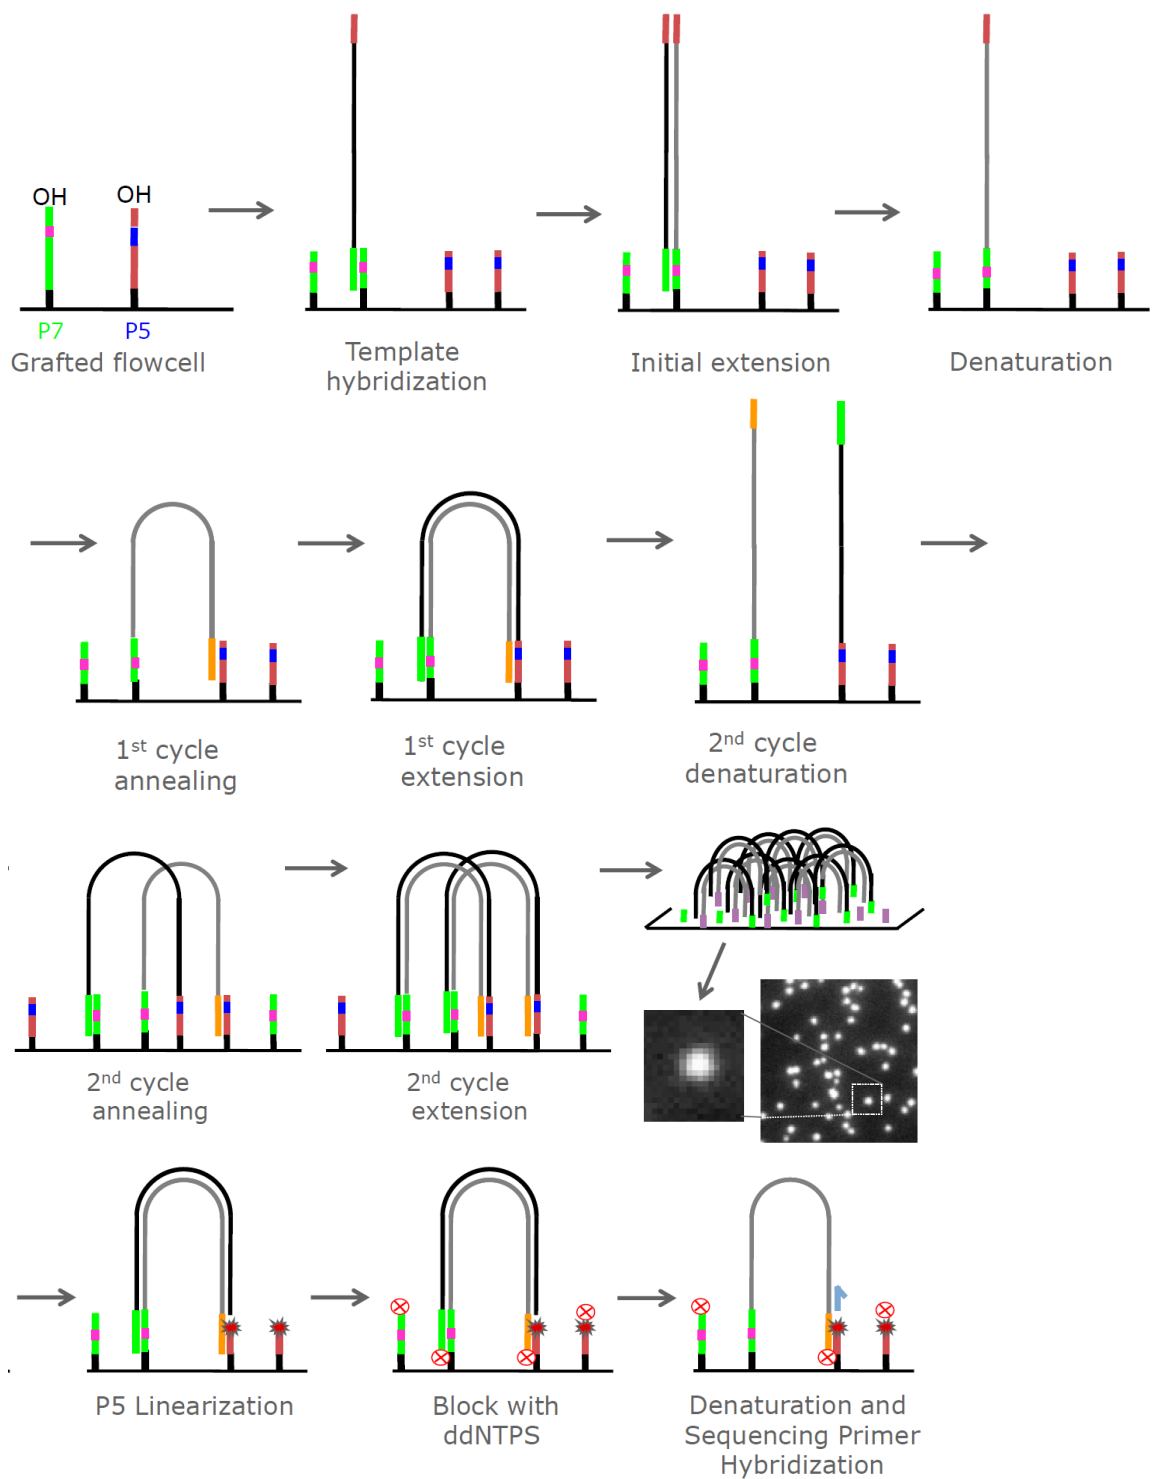 OH
OH
P7
P5
Grafted flowcell
Template
hybridization
Initial extension
Denaturation
1st cycle
annealing
1st cycle
extension
2nd cycle
denaturation
2nd cycle
annealing
2nd cycle
extension
P5 Linearization
Block with
ddNTPS
Denaturation and
Sequencing Primer
Hybridization